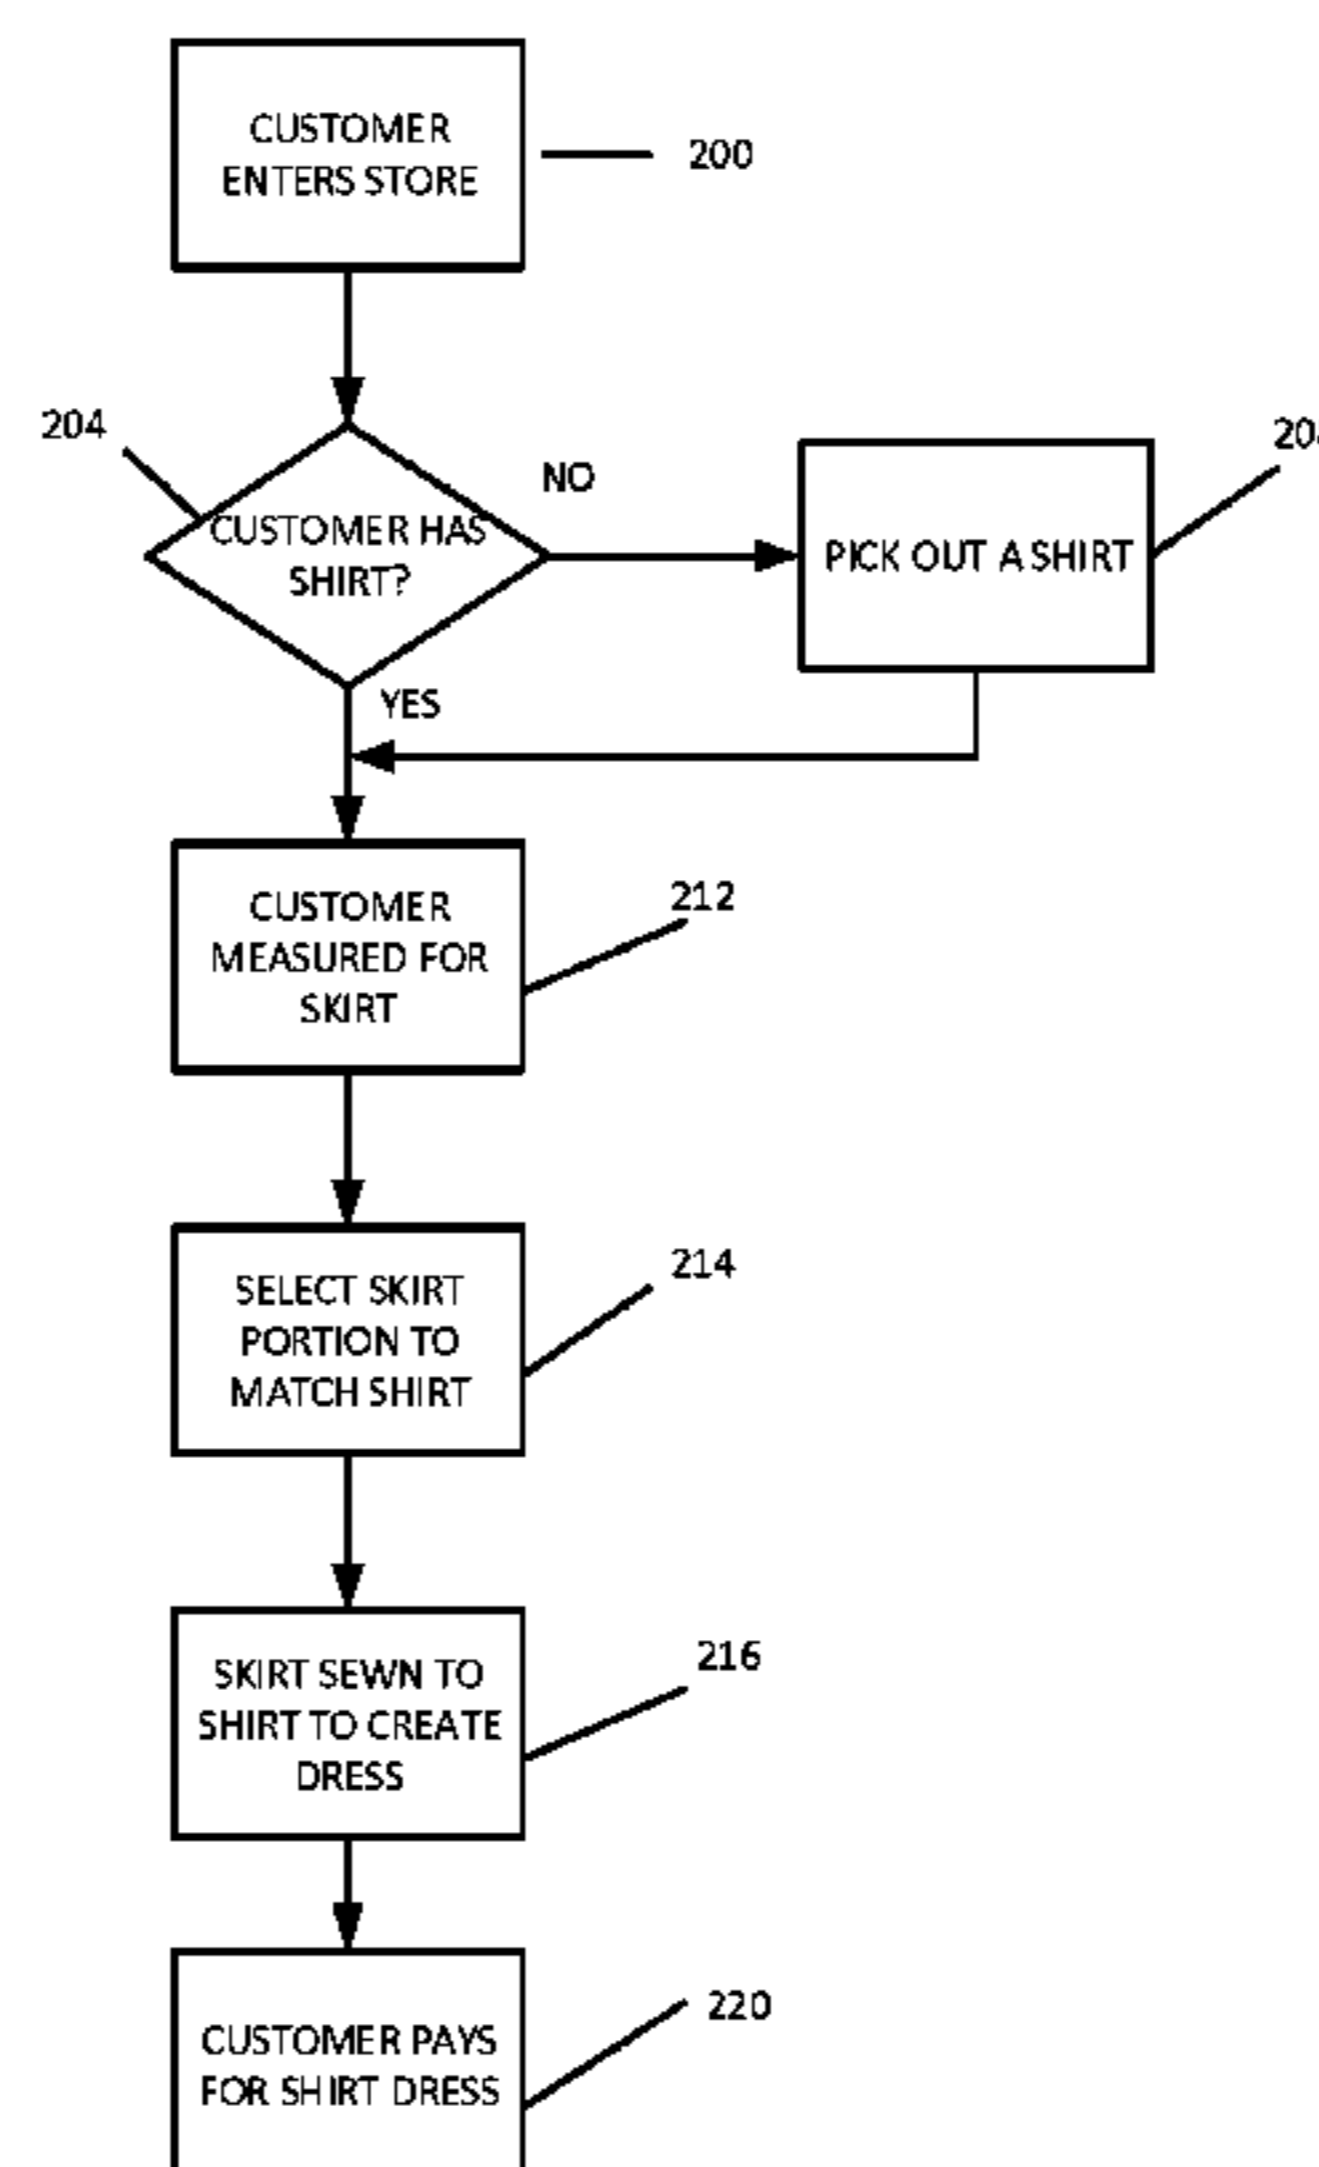 CUSTOMER
ENTERS STORE
200
204
CUSTOMER HAS
SHIRT?
NO
PICK OUT A SHIRT
YES
CUSTOMER
MEASURED FOR
SKIRT
212
SELECT SKIRT
PORTION TO
MATCH SHIRT
214
SKIRT SEWN TO
SHIRT TO CREATE
DRESS
216
CUSTOMER PAYS
FOR SHIRT DRESS
220